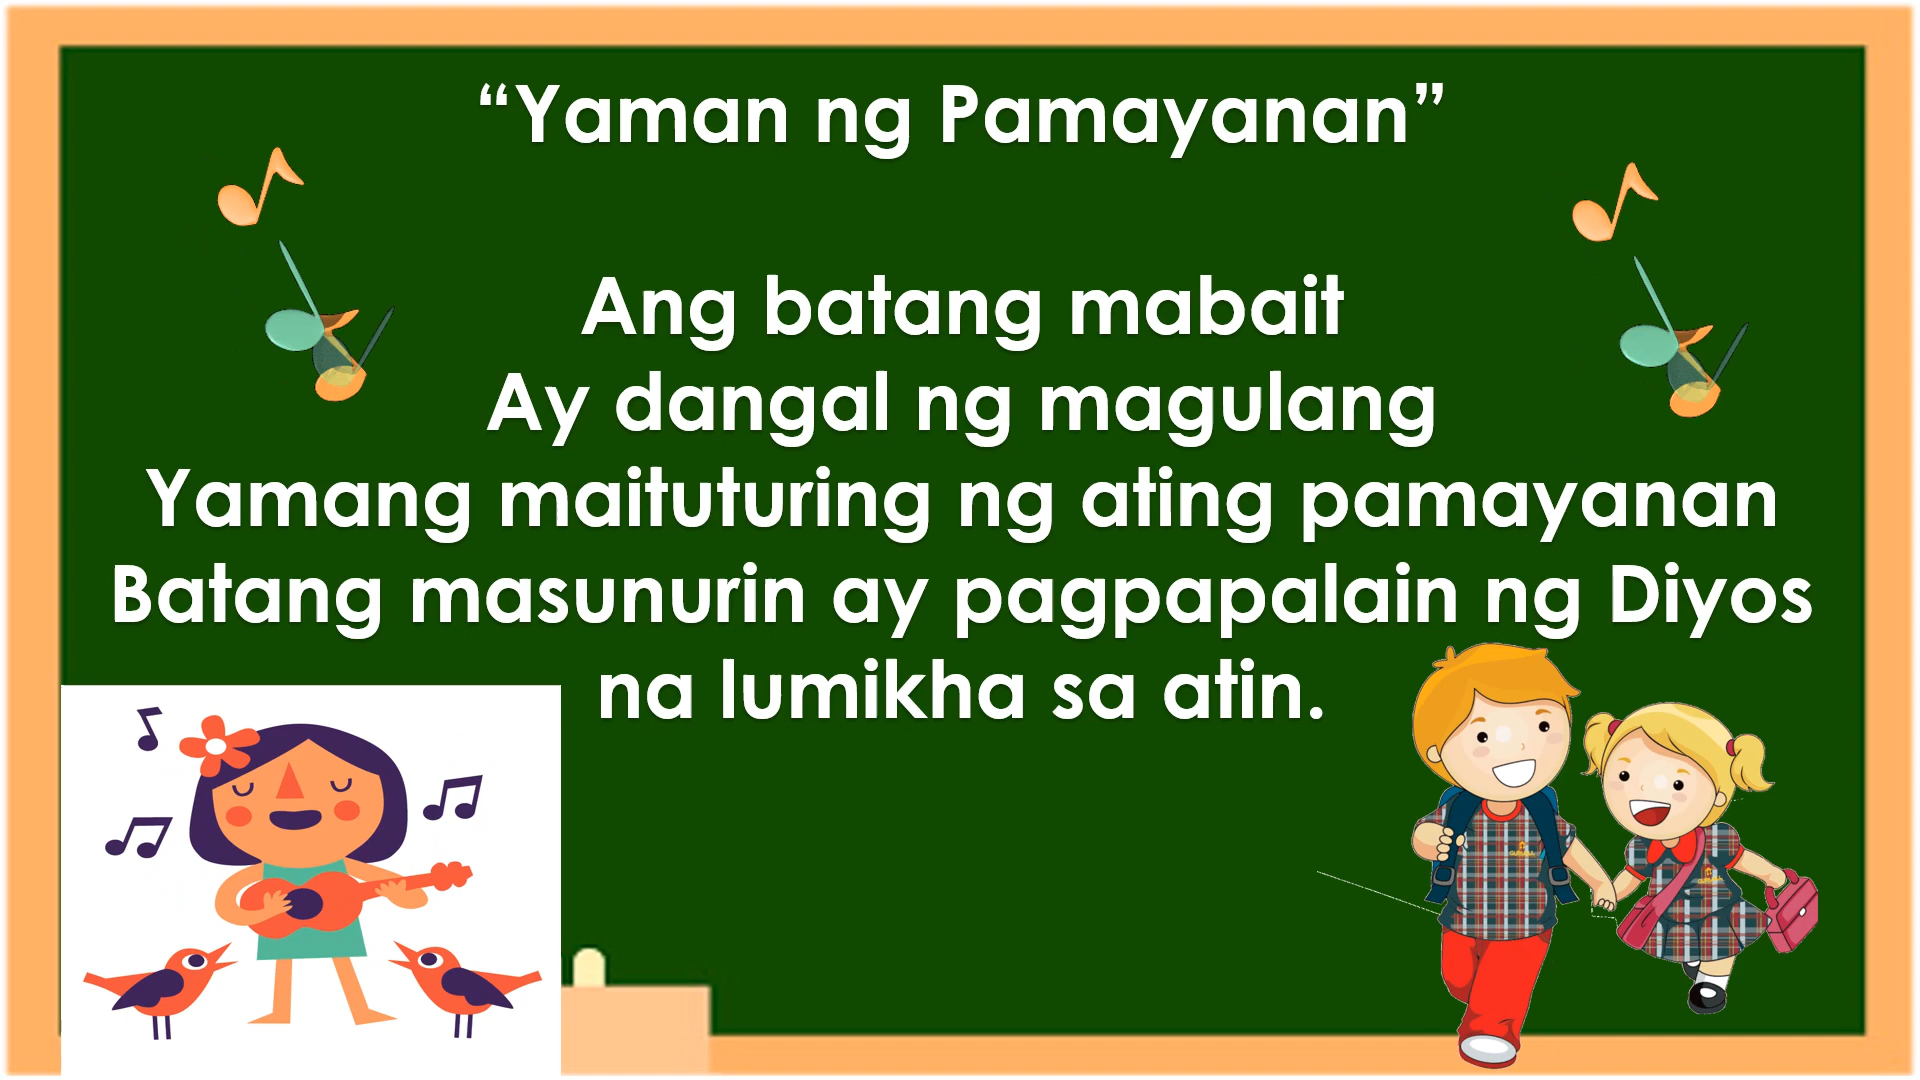 “Yaman ng Pamayanan”
Ang batang mabait
Ay dangal ng magulang
Yamang maituturing ng ating pamayanan
Batang masunurin ay pagpapalain ng Diyos
na lumikha sa atin.